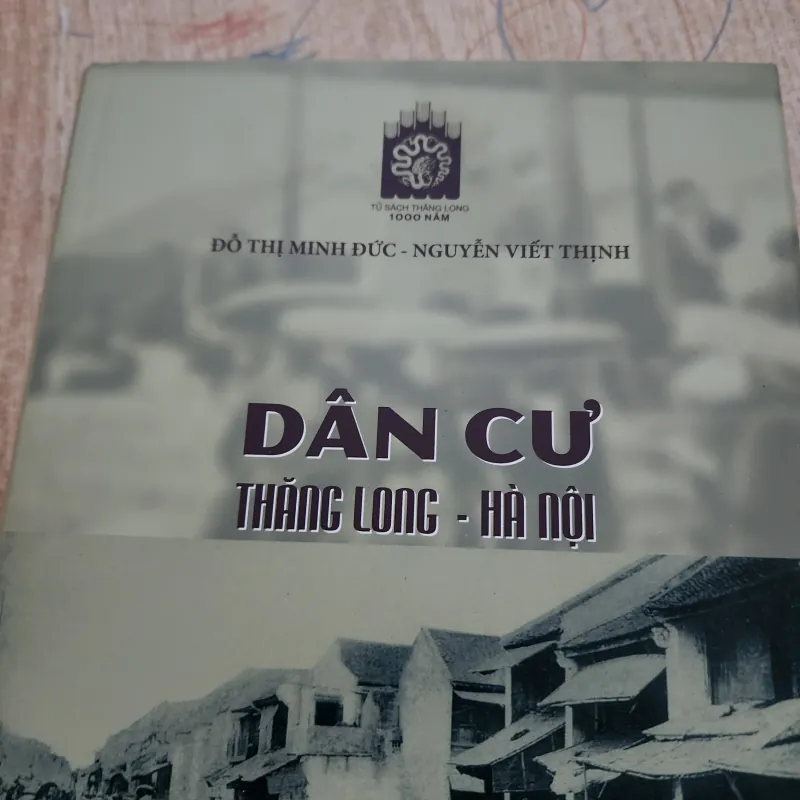 TỦ SÁCH THĂNG LONG
1000 NĂM
ĐỖ THỊ MINH ĐỨC - NGUYỄN VIẾT THỊNH
DÂN CƯ
THĂNG LONG - HÀ NỘI